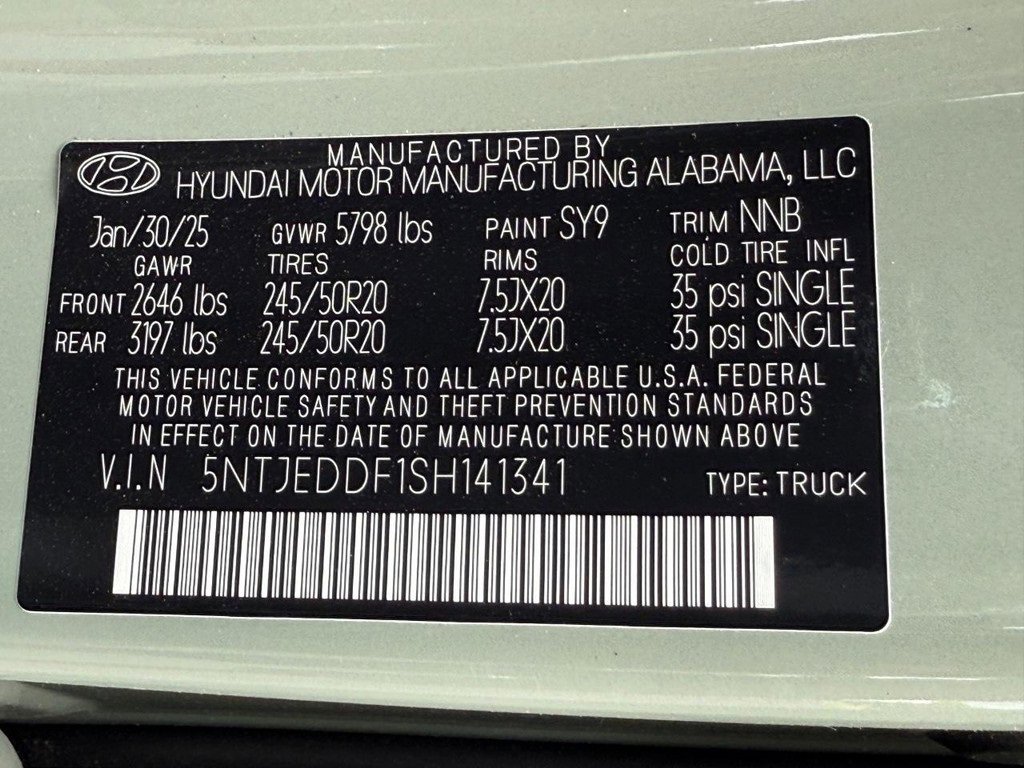 MANUFACTURED BY
HYUNDAI MOTOR MANUFACTURING ALABAMA, LLC
Jan/30/25 GVWR 5798 lbs PAINT SY9 TRIM NNB
GAWR TIRES RIMS COLD TIRE INFL
FRONT 2646 lbs 245/50R20 7.5JX20 35 psi SINGLE
REAR 3197 lbs 245/50R20 7.5JX20 35 psi SINGLE
THIS VEHICLE CONFORMS TO ALL APPLICABLE U.S.A. FEDERAL
MOTOR VEHICLE SAFETY AND THEFT PREVENTION STANDARDS
IN EFFECT ON THE DATE OF MANUFACTURE SHOWN ABOVE
V.I.N 5NTJEDDF1SH141341 TYPE: TRUCK